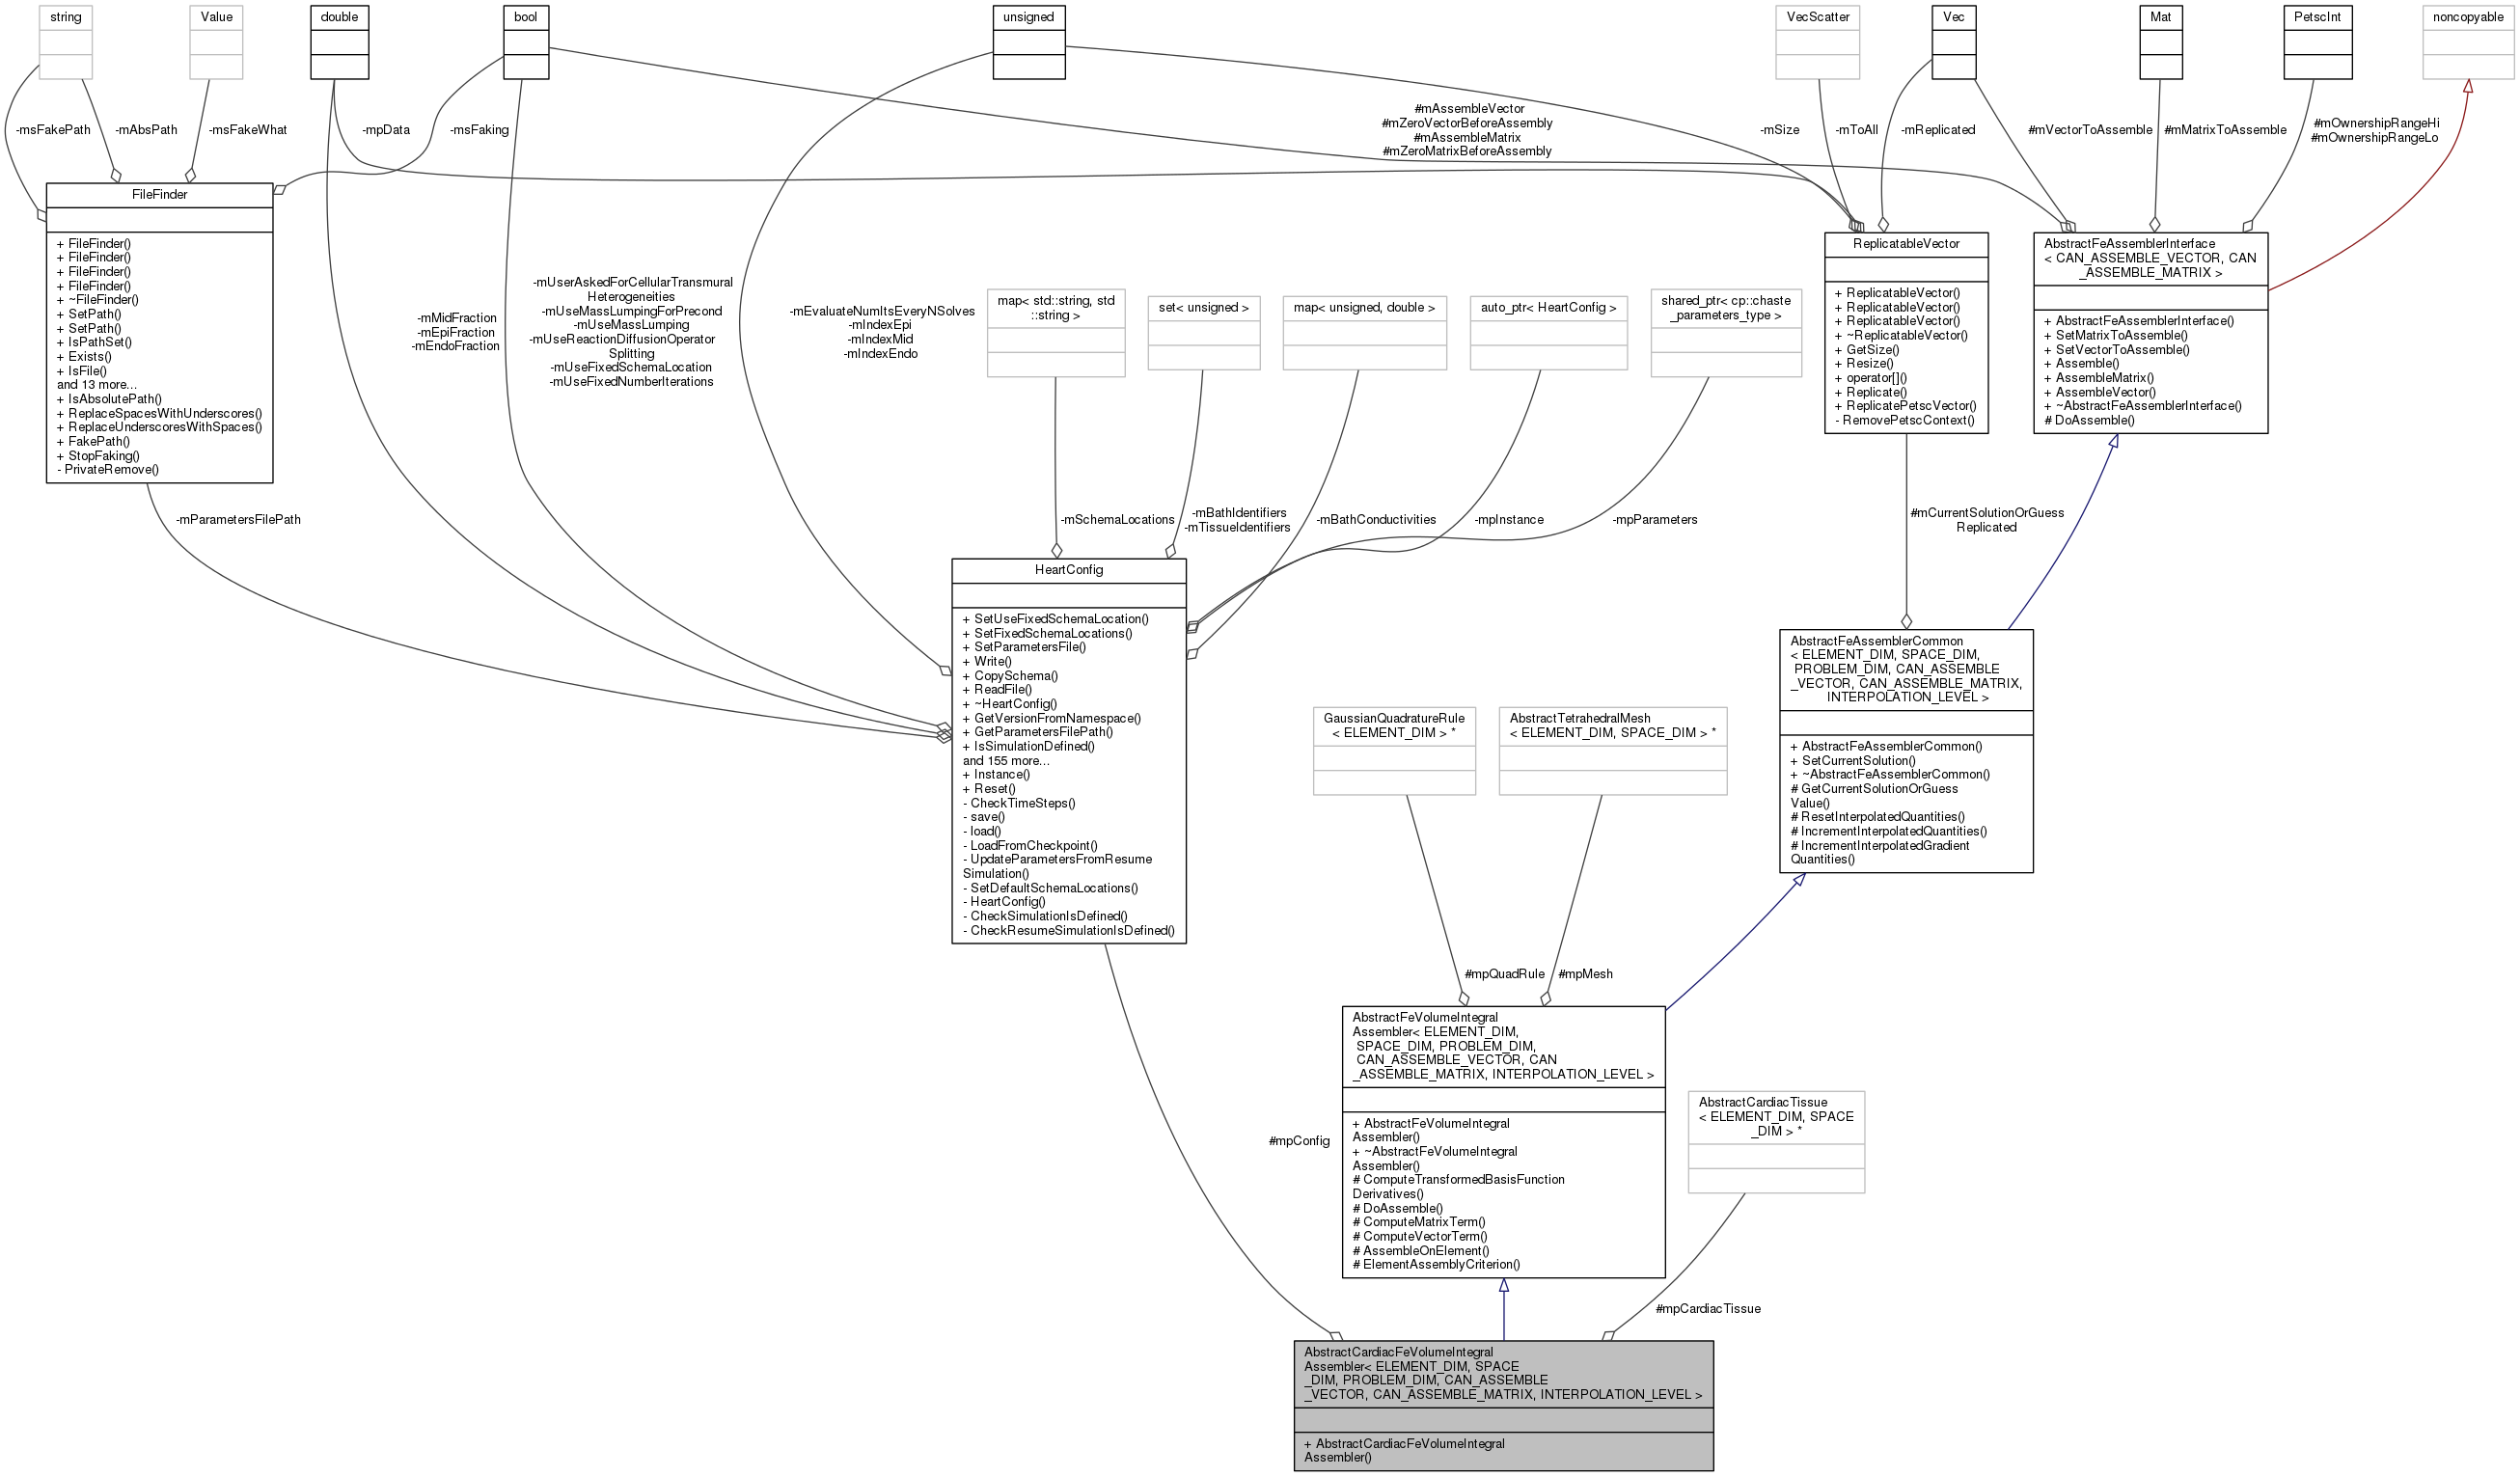 string
Value
double
bool
unsigned
VecScatter
Vec
Mat
PetscInt
noncopyable
-msFakePath
-mAbsPath
-msFakeWhat
-mpData
-msFaking
#mAssembleVector
#mZeroVectorBeforeAssembly
#mAssembleMatrix
#mZeroMatrixBeforeAssembly
-mSize
-mToAll
-mReplicated
#mVectorToAssemble
#mMatrixToAssemble
#mOwnershipRangeHi
#mOwnershipRangeLo
FileFinder
+ FileFinder()
+ FileFinder()
+ FileFinder()
+ FileFinder()
+ ~FileFinder()
+ SetPath()
+ SetPath()
+ IsPathSet()
+ Exists()
+ IsFile()
and 13 more...
+ IsAbsolutePath()
+ ReplaceSpacesWithUnderscores()
+ ReplaceUnderscoresWithSpaces()
+ FakePath()
+ StopFaking()
- PrivateRemove()
-mMidFraction
-mEpiFraction
-mEndoFraction
-mUserAskedForCellularTransmural
Heterogeneities
-mUseMassLumpingForPrecond
-mUseMassLumping
-mUseReactionDiffusionOperator
Splitting
-mUseFixedSchemaLocation
-mUseFixedNumberIterations
-mEvaluateNumItsEveryNSolves
-mIndexEpi
-mIndexMid
-mIndexEndo
map< std::string, std
::string >
set< unsigned >
map< unsigned, double >
auto_ptr< HeartConfig >
shared_ptr< cp::chaste
_parameters_type >
ReplicatableVector
+ ReplicatableVector()
+ ReplicatableVector()
+ ReplicatableVector()
+ ~ReplicatableVector()
+ GetSize()
+ Resize()
+ operator[]()
+ Replicate()
+ ReplicatePetscVector()
- RemovePetscContext()
AbstractFeAssemblerInterface
< CAN_ASSEMBLE_VECTOR, CAN
_ASSEMBLE_MATRIX >
+ AbstractFeAssemblerInterface()
+ SetMatrixToAssemble()
+ SetVectorToAssemble()
+ Assemble()
+ AssembleMatrix()
+ AssembleVector()
+ ~AbstractFeAssemblerInterface()
# DoAssemble()
-mParametersFilePath
-mSchemaLocations
-mBathIdentifiers
-mTissueIdentifiers
-mBathConductivities
-mpInstance
-mpParameters
#mCurrentSolutionOrGuess
Replicated
HeartConfig
+ SetUseFixedSchemaLocation()
+ SetFixedSchemaLocations()
+ SetParametersFile()
+ Write()
+ CopySchema()
+ ReadFile()
+ ~HeartConfig()
+ GetVersionFromNamespace()
+ GetParametersFilePath()
+ IsSimulationDefined()
and 155 more...
+ Instance()
+ Reset()
- CheckTimeSteps()
- save()
- load()
- LoadFromCheckpoint()
- UpdateParametersFromResume
Simulation()
- SetDefaultSchemaLocations()
- HeartConfig()
- CheckSimulationIsDefined()
- CheckResumeSimulationIsDefined()
AbstractFeAssemblerCommon
< ELEMENT_DIM, SPACE_DIM,
PROBLEM_DIM, CAN_ASSEMBLE
_VECTOR, CAN_ASSEMBLE_MATRIX,
INTERPOLATION_LEVEL >
+ AbstractFeAssemblerCommon()
+ SetCurrentSolution()
+ ~AbstractFeAssemblerCommon()
# GetCurrentSolutionOrGuess
Value()
# ResetInterpolatedQuantities()
# IncrementInterpolatedQuantities()
# IncrementInterpolatedGradient
Quantities()
GaussianQuadratureRule
< ELEMENT_DIM > *
AbstractTetrahedralMesh
< ELEMENT_DIM, SPACE_DIM > *
#mpQuadRule
#mpMesh
AbstractFeVolumeIntegral
Assembler< ELEMENT_DIM,
SPACE_DIM, PROBLEM_DIM,
CAN_ASSEMBLE_VECTOR, CAN
_ASSEMBLE_MATRIX, INTERPOLATION_LEVEL >
+ AbstractFeVolumeIntegral
Assembler()
+ ~AbstractFeVolumeIntegral
Assembler()
# ComputeTransformedBasisFunction
Derivatives()
# DoAssemble()
# ComputeMatrixTerm()
# ComputeVectorTerm()
# AssembleOnElement()
# ElementAssemblyCriterion()
#mpConfig
AbstractCardiacTissue
< ELEMENT_DIM, SPACE
_DIM > *
#mpCardiacTissue
AbstractCardiacFeVolumeIntegral
Assembler< ELEMENT_DIM, SPACE
_DIM, PROBLEM_DIM, CAN_ASSEMBLE
_VECTOR, CAN_ASSEMBLE_MATRIX, INTERPOLATION_LEVEL >
+ AbstractCardiacFeVolumeIntegral
Assembler()